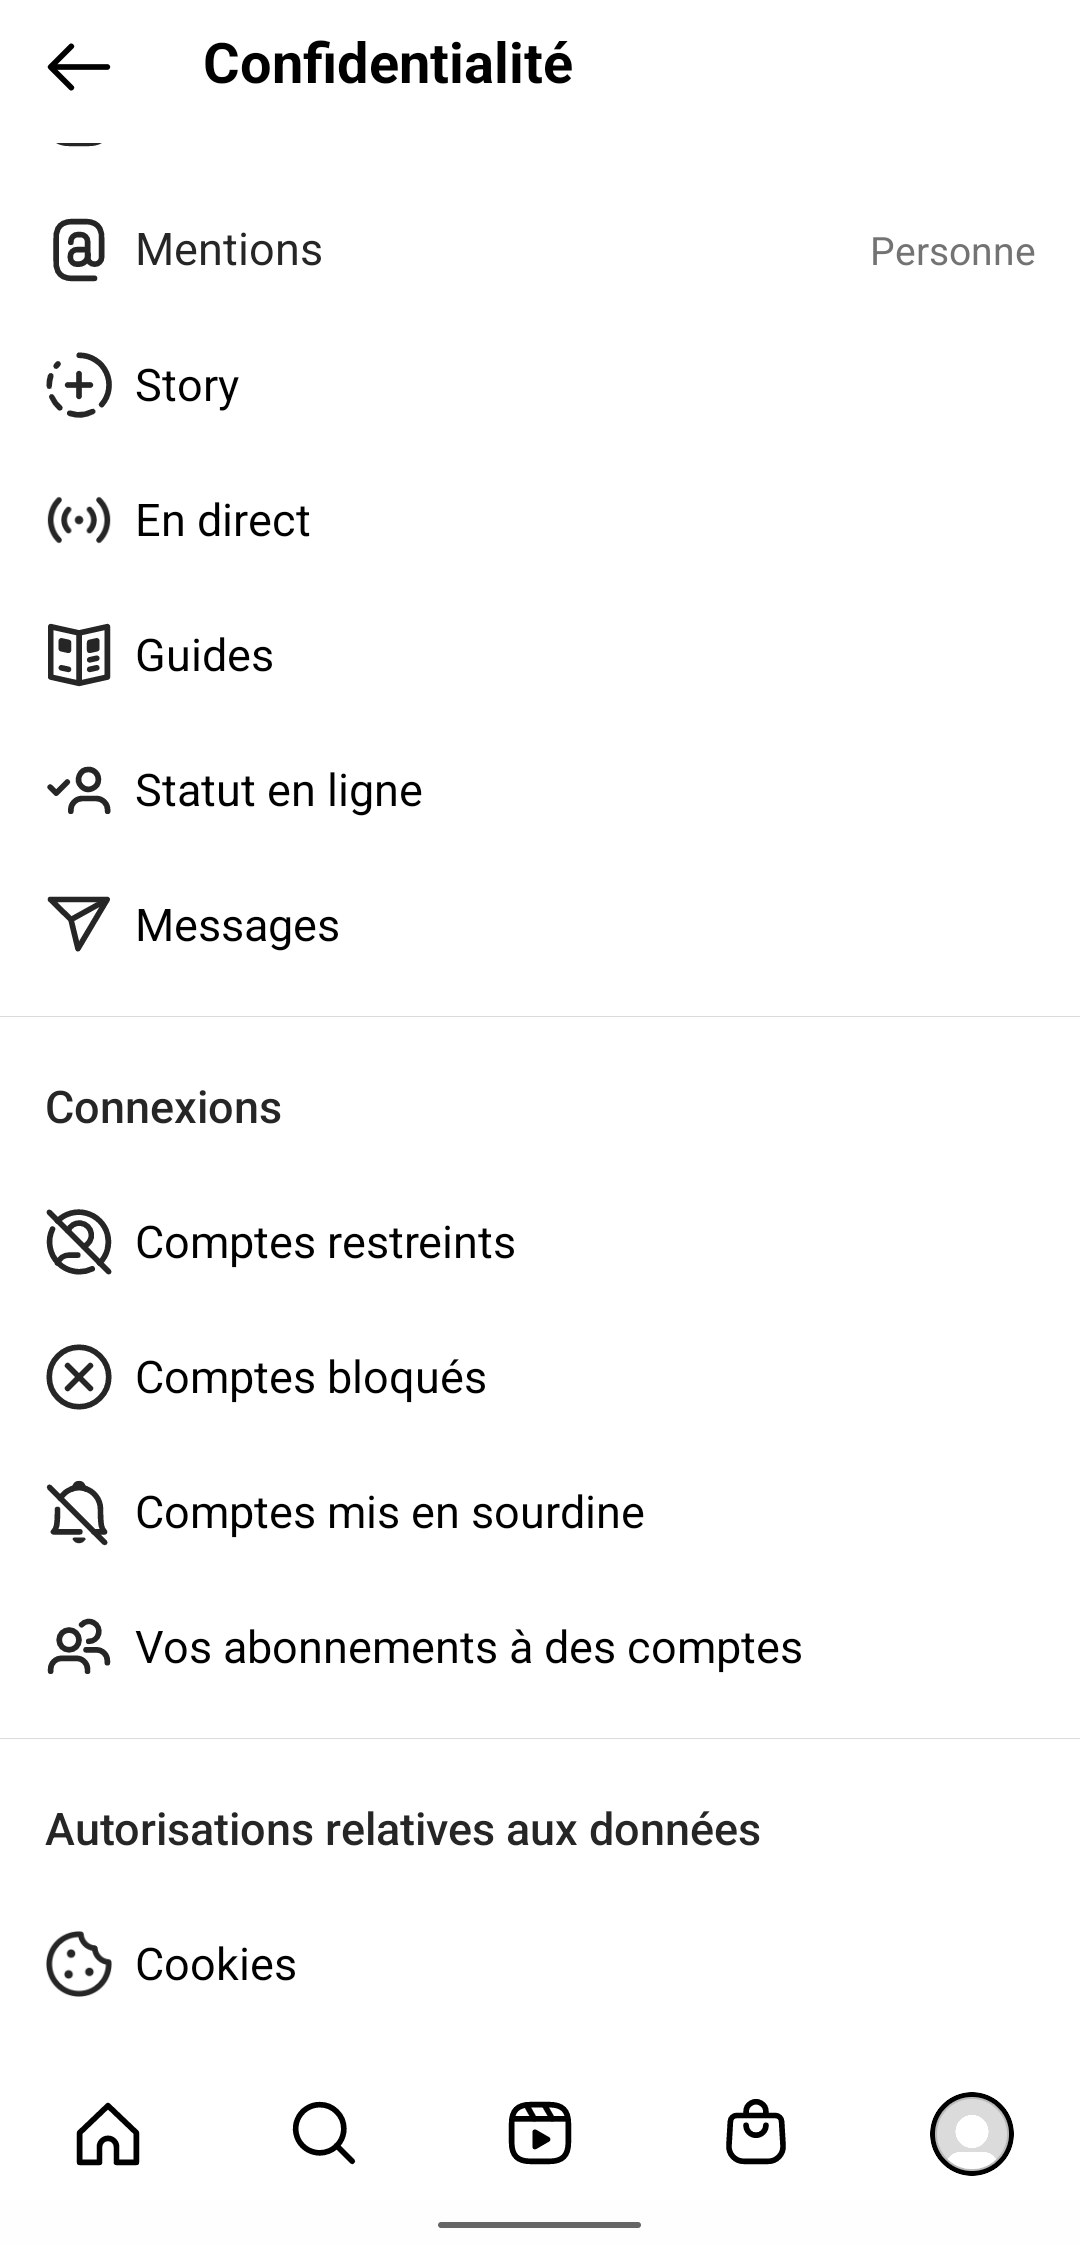 Confidentialité
Mentions Personne
Story
En direct
Guides
Statut en ligne
Messages
Connexions
Comptes restreints
Comptes bloqués
Comptes mis en sourdine
Vos abonnements à des comptes
Autorisations relatives aux données
Cookies